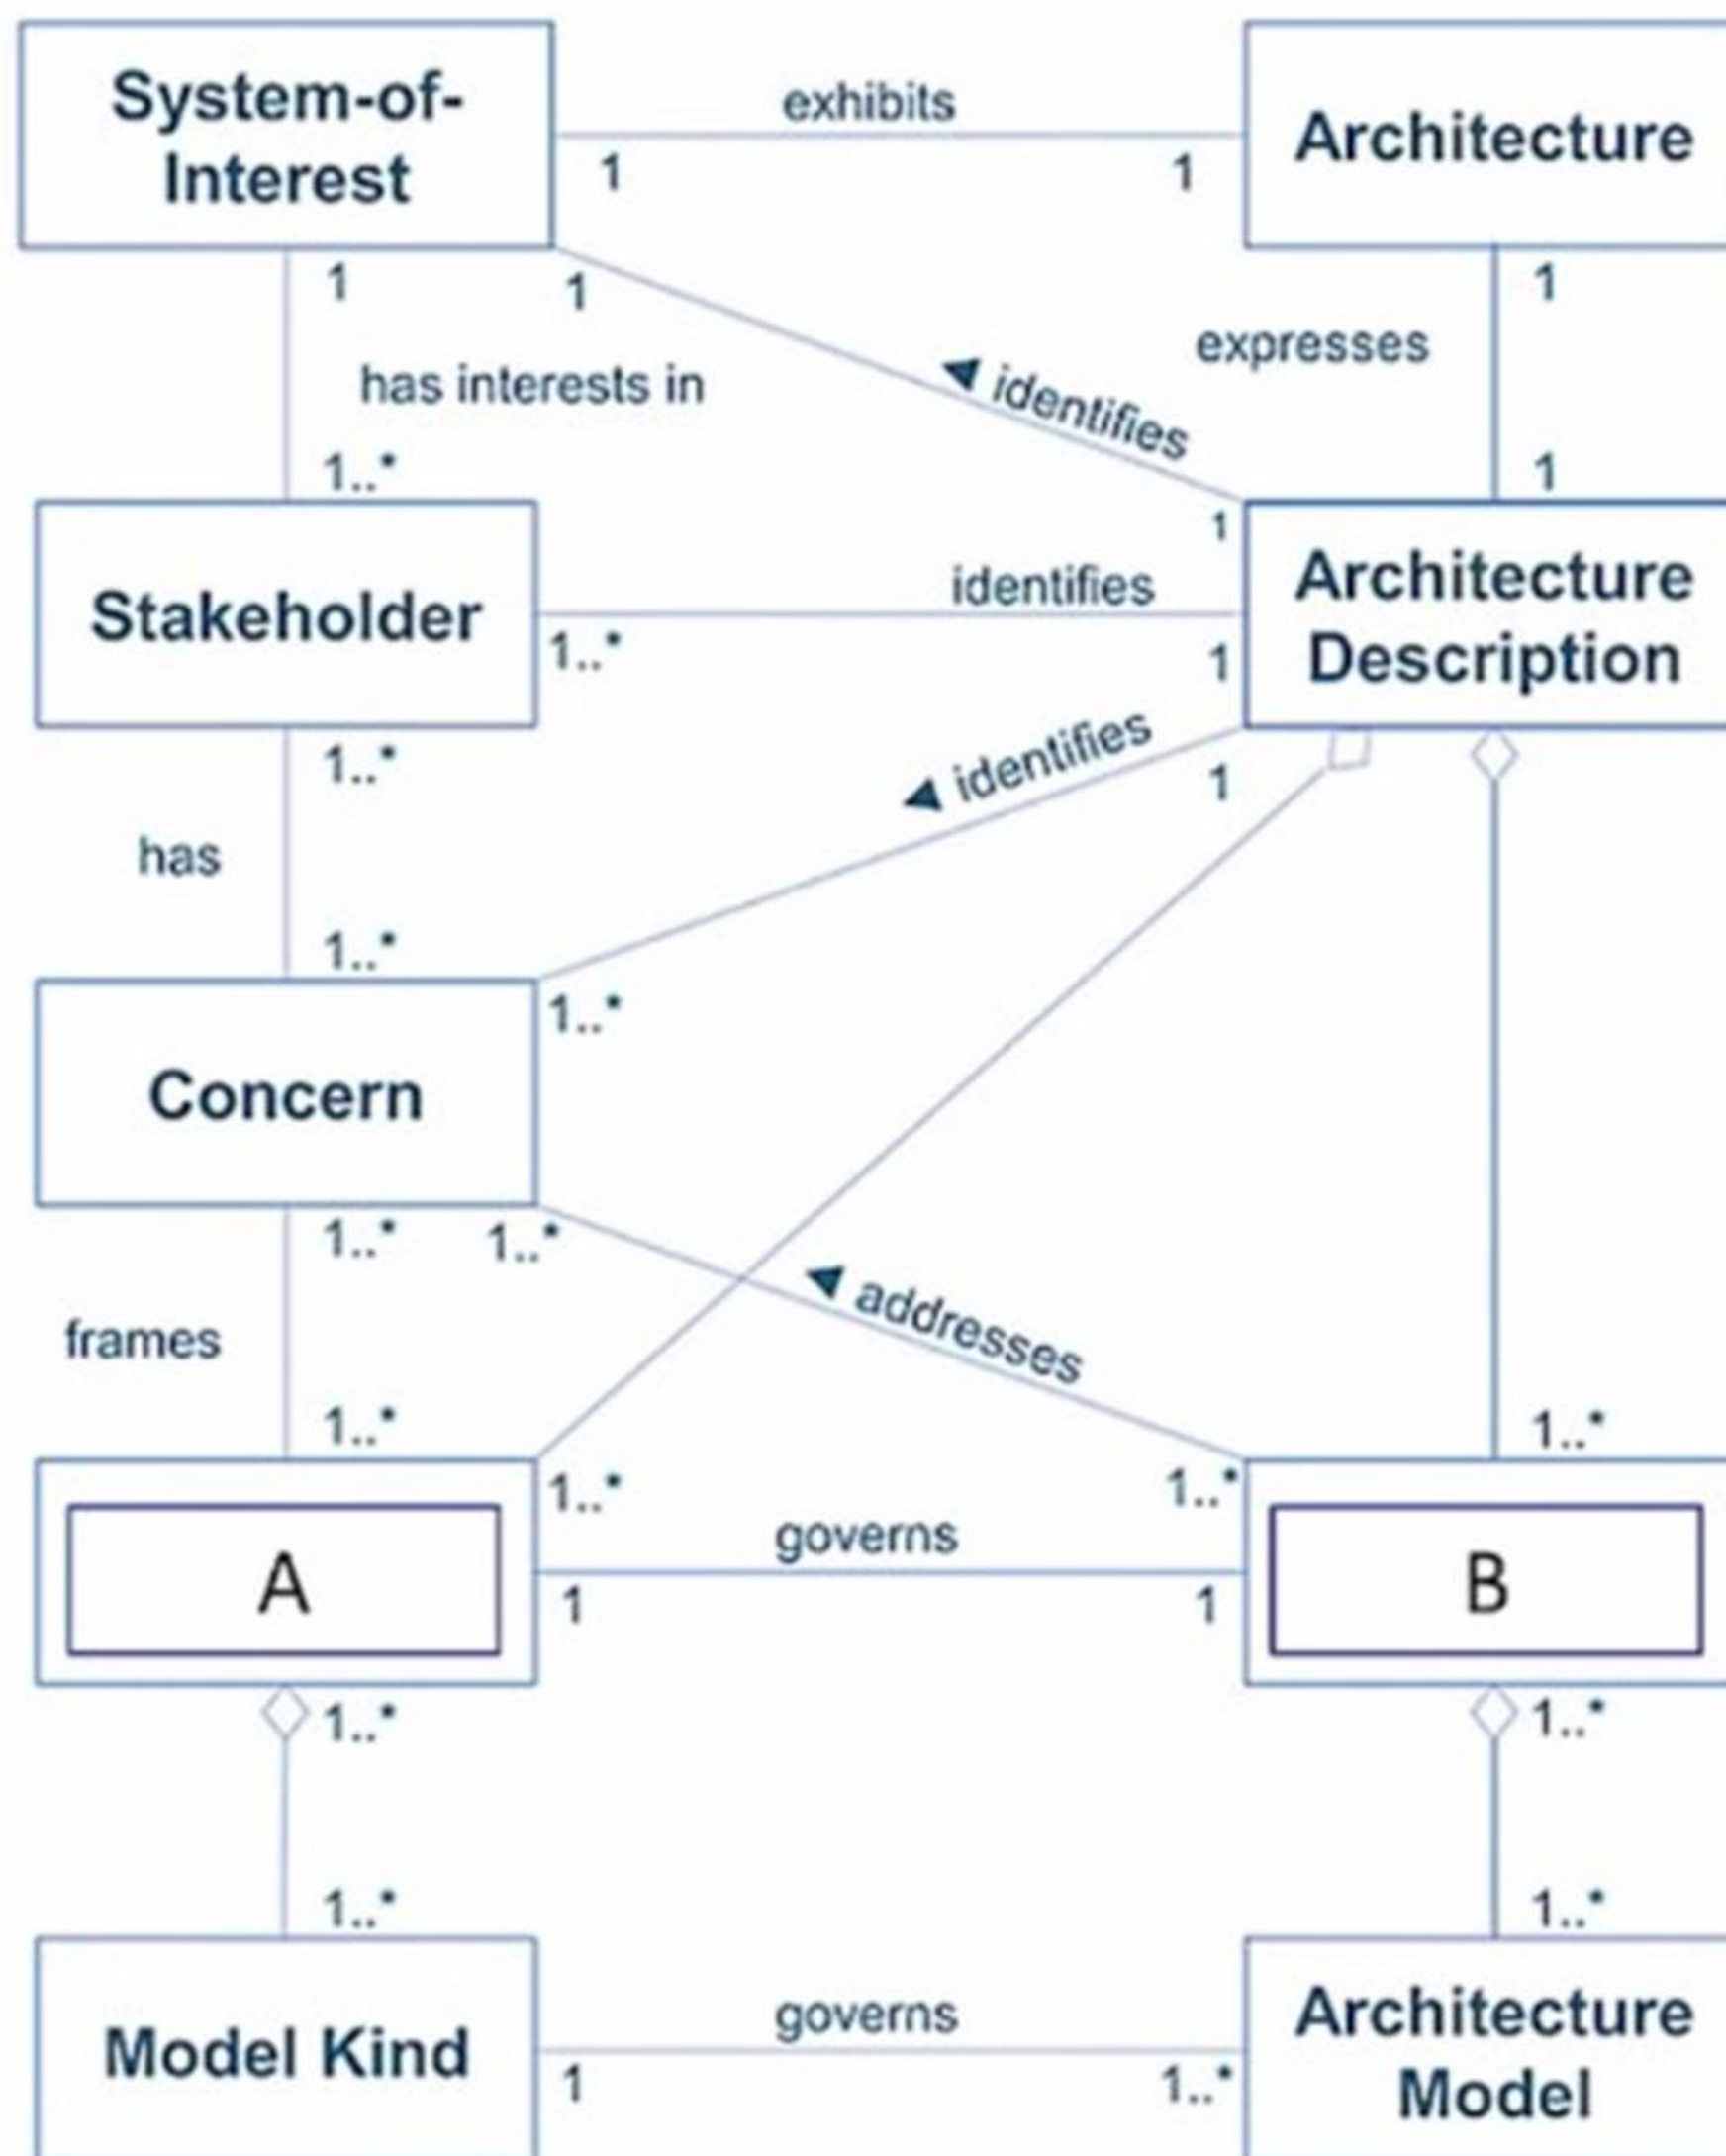 System-of-
Interest
exhibits
1
1
Architecture
1
1
has interests in
◄ identifies
expresses
1
1..*
1
1
Stakeholder
identifies
1..*
1
Architecture
Description
1..*
has
◄ identifies
1
1..*
1..*
Concern
1..*
1..*
frames
◄ addresses
1..*
1..*
1..*
1..*
A
governs
1
1
B
1..*
1..*
1..*
1..*
Model Kind
governs
1
1..*
Architecture
Model